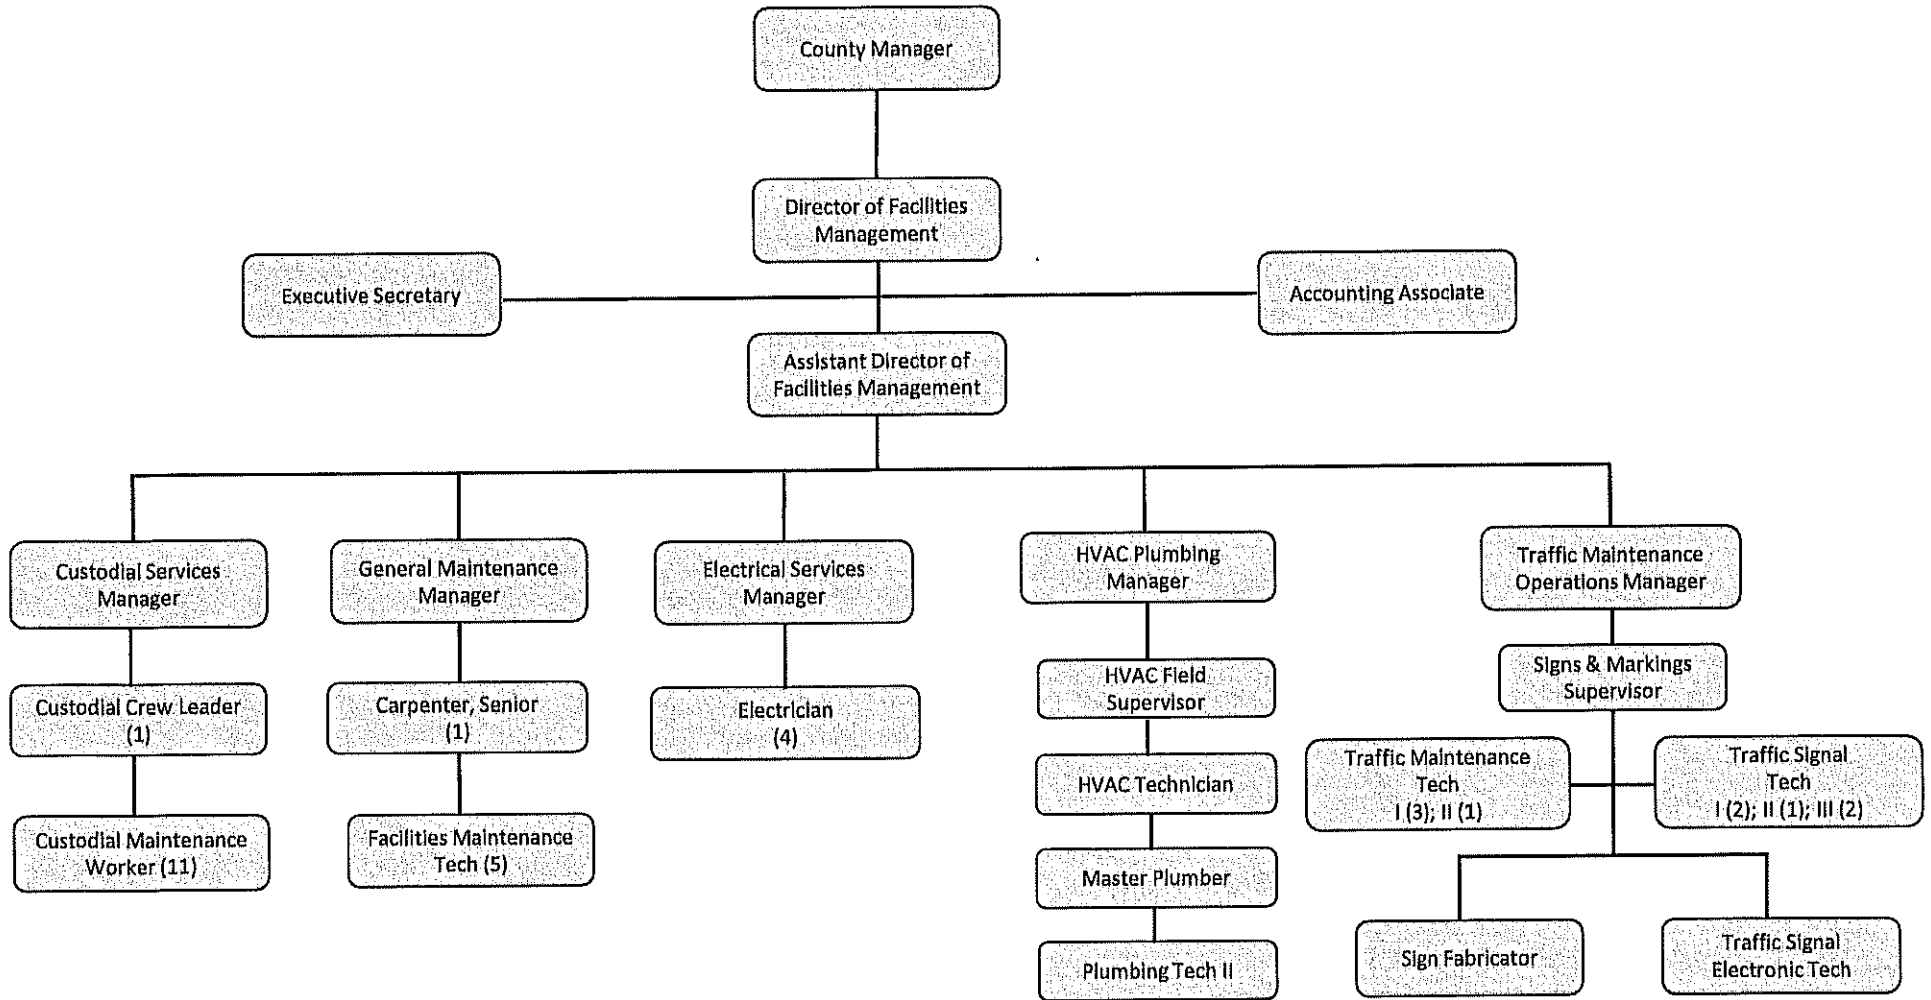 County Manager
Director of Facilities
Management
Executive Secretary
Accounting Associate
Assistant Director of
Facilities Management
Custodial Services
Manager
General Maintenance
Manager
Electrical Services
Manager
HVAC Plumbing
Manager
Traffic Maintenance
Operations Manager
Custodial Crew Leader
(1)
Carpenter, Senior
(1)
Electrician
(4)
HVAC Field
Supervisor
Signs & Markings
Supervisor
Custodial Maintenance
Worker (11)
Facilities Maintenance
Tech (5)
HVAC Technician
Traffic Maintenance
Tech
I (3); II (1)
Traffic Signal
Tech
I (2); II (1); III (2)
Master Plumber
Plumbing Tech II
Sign Fabricator
Traffic Signal
Electronic Tech